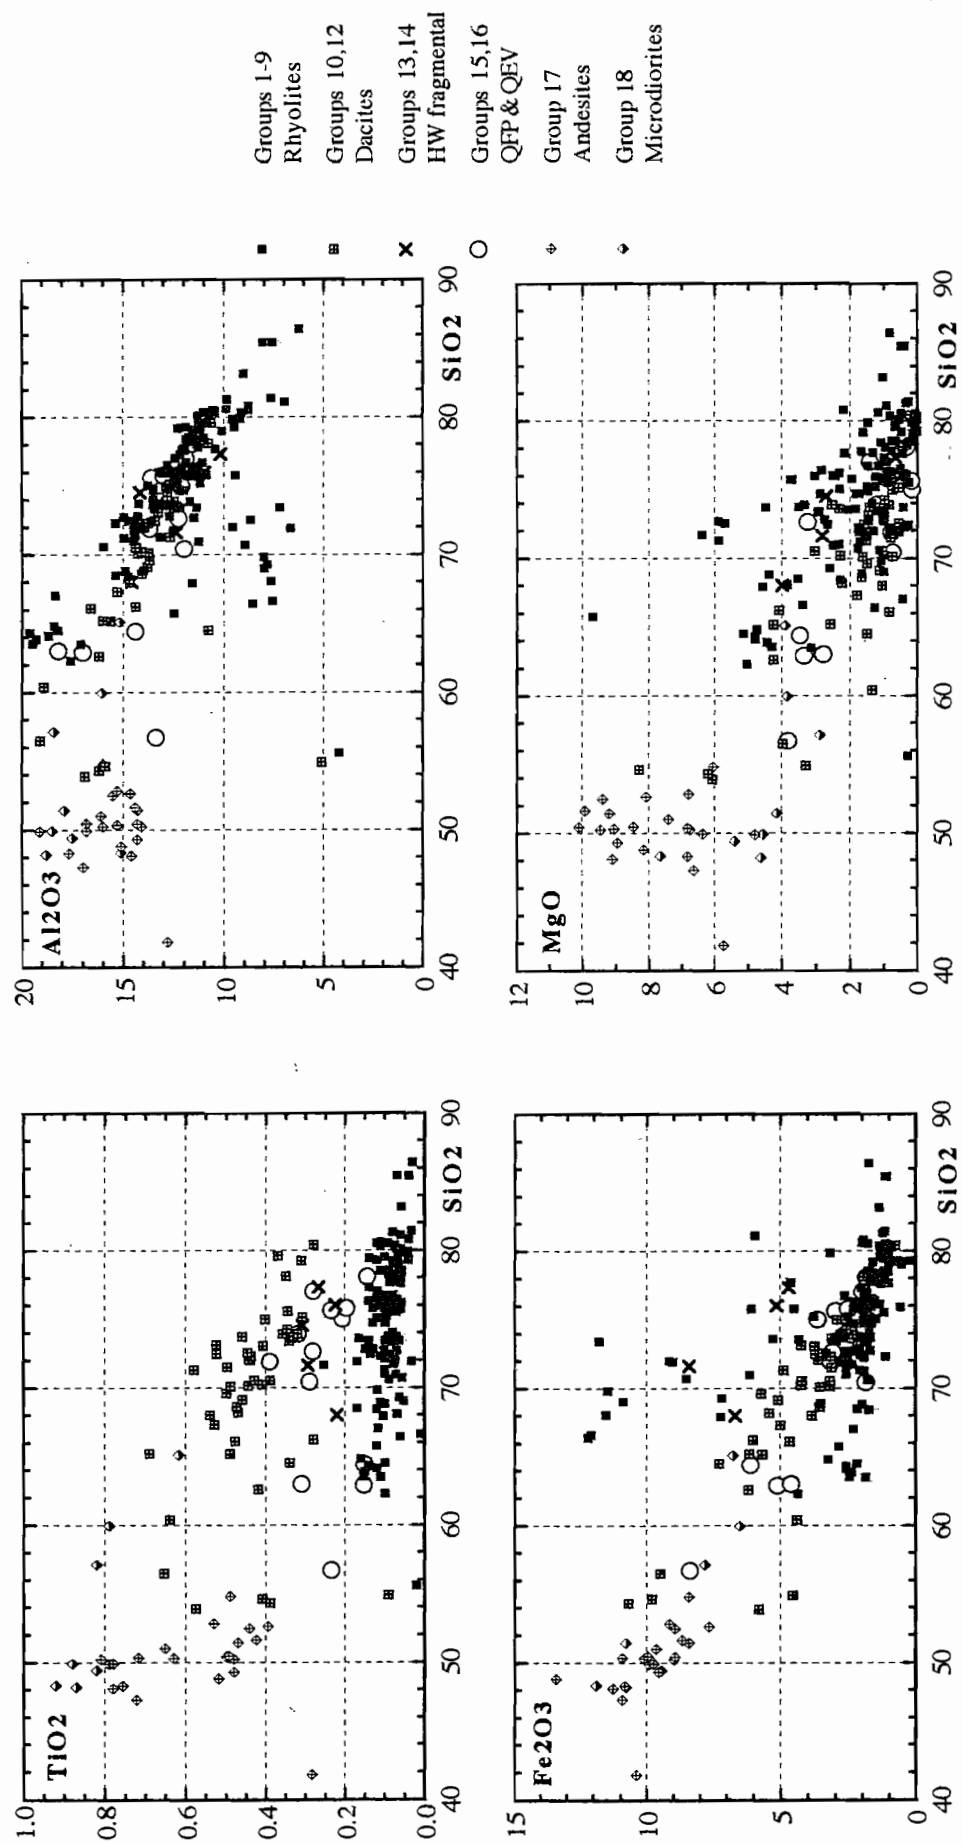 TiO2
1.0
0.8
0.6
0.4
0.2
0.0
40
50
60
70
80
90
SiO2
Al2O3
20
15
10
5
0
40
50
60
70
80
90
SiO2
Fe2O3
15
10
5
0
40
50
60
70
80
90
SiO2
MgO
12
10
8
6
4
2
0
40
50
60
70
80
90
SiO2
Groups 1-9
Rhyolites
Groups 10,12
Dacites
Groups 13,14
HW fragmental
Groups 15,16
QFP & QEV
Group 17
Andesites
Group 18
Microdiorites